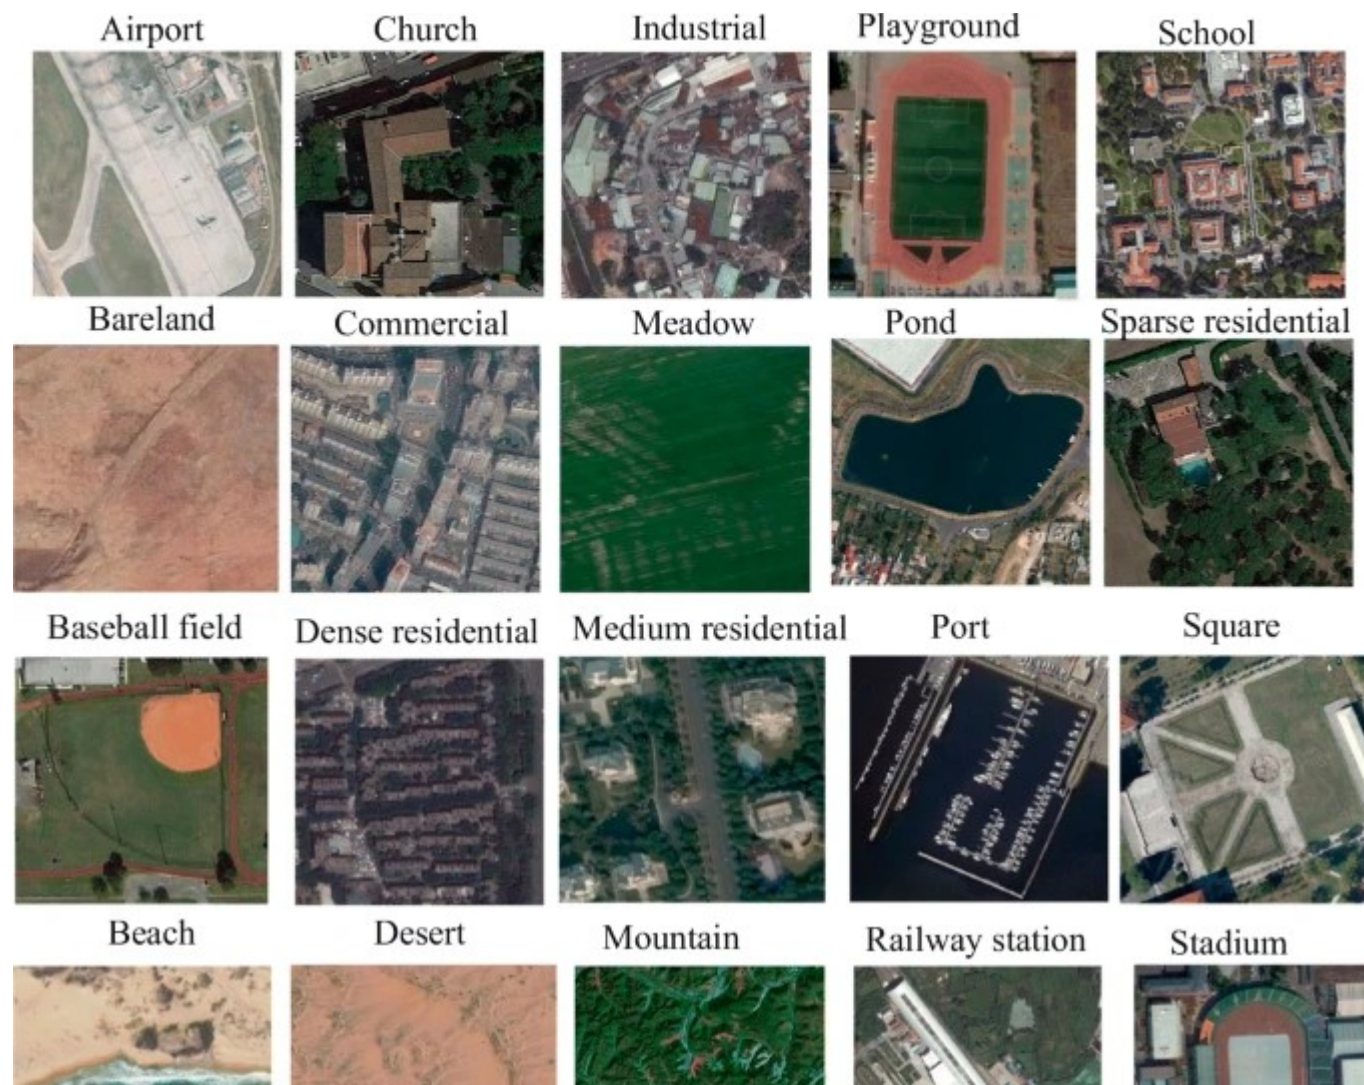 Airport
Church
Industrial
Playground
School
Bareland
Commercial
Meadow
Pond
Sparse residential
Baseball field
Dense residential
Medium residential
Port
Square
Beach
Desert
Mountain
Railway station
Stadium